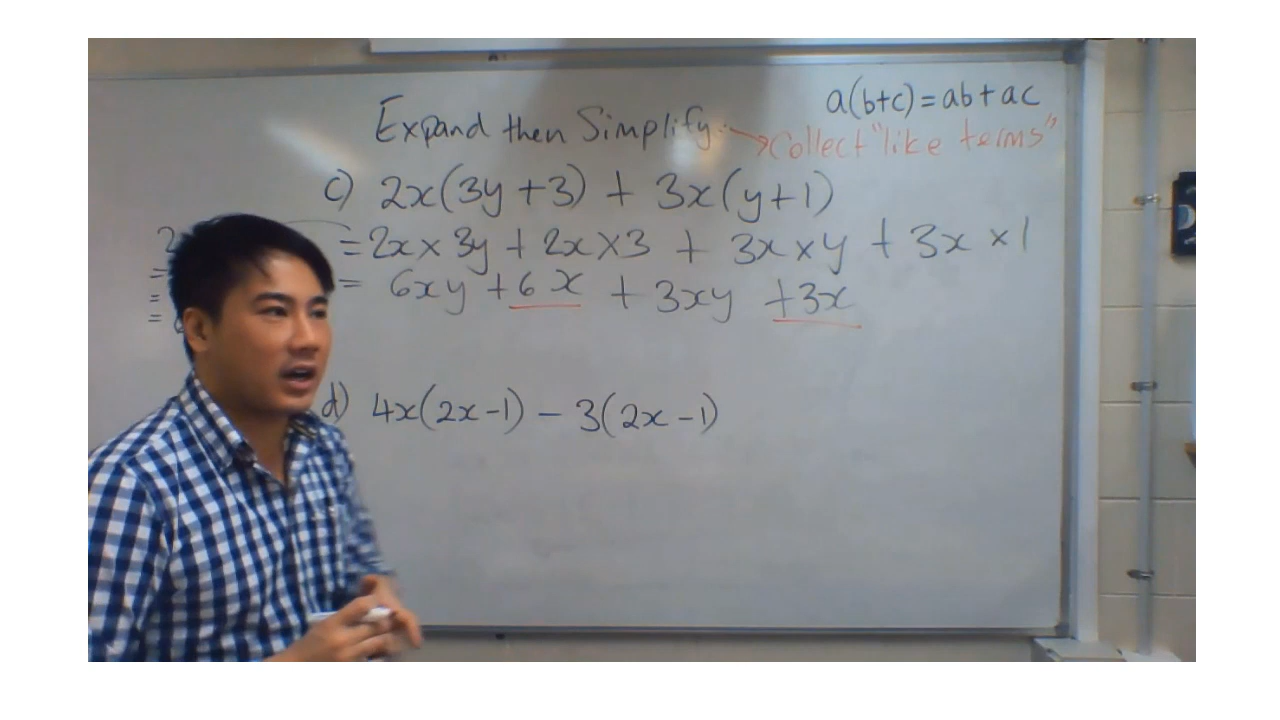 a(b+c)=ab+ac
Expand then Simplify → Collect "like terms"
c) 2x(3y+3) + 3x(y+1)
=2x×3y + 2x×3 + 3x×y + 3x×1
= 6xy +6x + 3xy +3x
d) 4x(2x-1) - 3(2x-1)